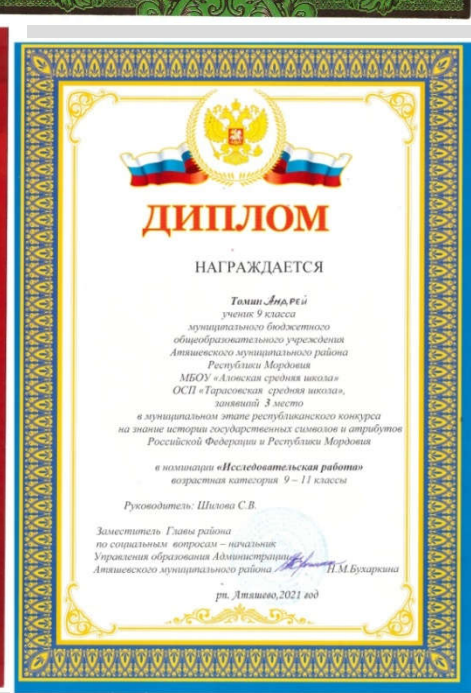 ДИПЛОМ
НАГРАЖДАЕТСЯ
Томин Андрей
ученик 9 класса
муниципального бюджетного
общеобразовательного учреждения
Атяшевского муниципального района
Республики Мордовия
МБОУ «Аловская средняя школа»
ОСП «Тарасовская средняя школа»,
занявший 3 место
в муниципальном этапе республиканского конкурса
на знание истории государственных символов и атрибутов
Российской Федерации и Республики Мордовия
в номинации «Исследовательская работа»
возрастная категория 9 – 11 классы
Руководитель: Шилова С.В.
Заместитель Главы района
по социальным вопросам – начальник
Управления образования Администрации
Атяшевского муниципального района Н.М.Бухаркина
рп. Атяшево,2021 год